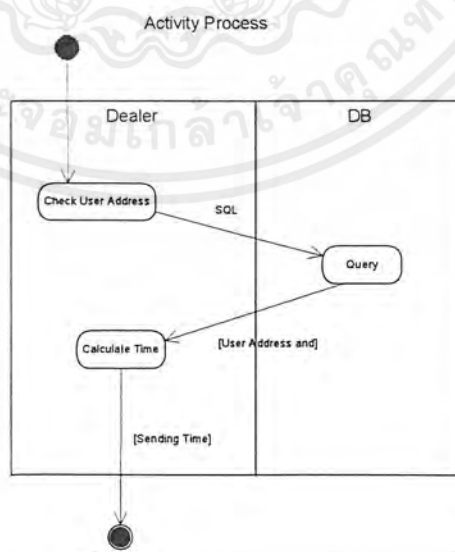 Activity Process
Dealer
DB
Check User Address
SQL
Query
Calculate Time
[User Address and]
[Sending Time]